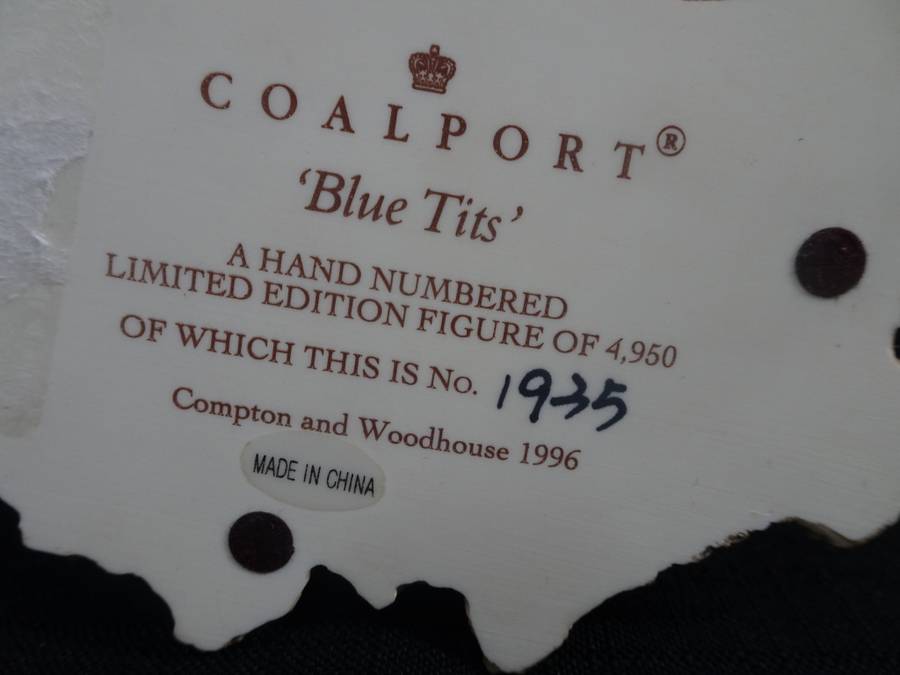 COALPORT®
‘Blue Tits’
A HAND NUMBERED
LIMITED EDITION FIGURE OF 4,950
OF WHICH THIS IS No. 1935
Compton and Woodhouse 1996
MADE IN CHINA